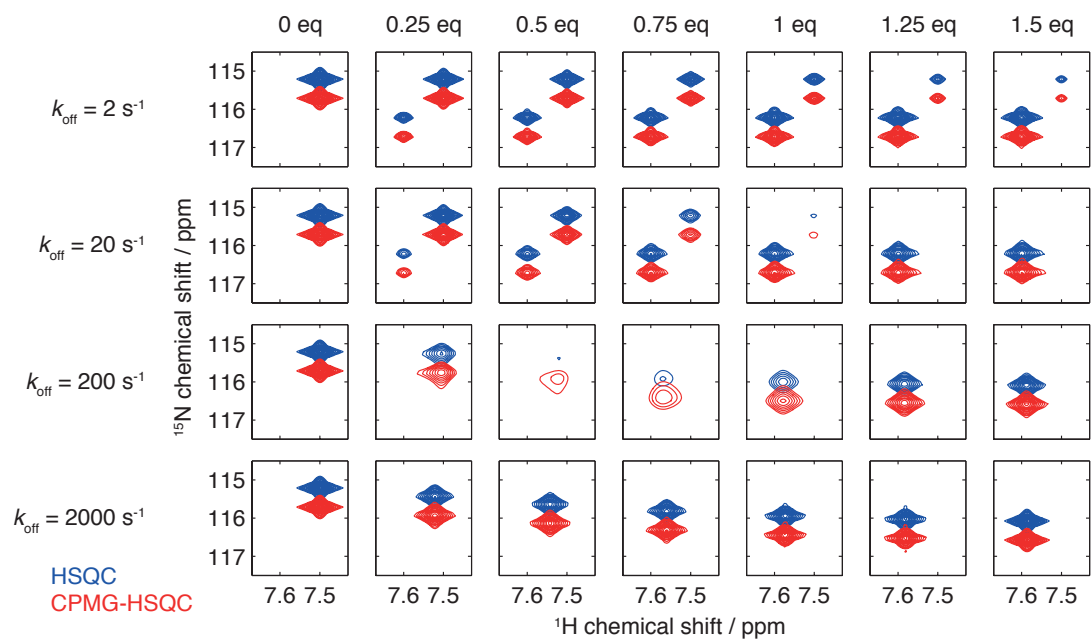 0 eq 0.25 eq 0.5 eq 0.75 eq 1 eq 1.25 eq 1.5 eq
115
koff = 2 s-1
116
117
115
koff = 20 s-1
116
117
115
koff = 200 s-1
116
117
115
koff = 2000 s-1
116
117
15N chemical shift / ppm
HSQC
CPMG-HSQC
7.6 7.5 7.6 7.5 7.6 7.5 7.6 7.5 7.6 7.5 7.6 7.5 7.6 7.5
1H chemical shift / ppm